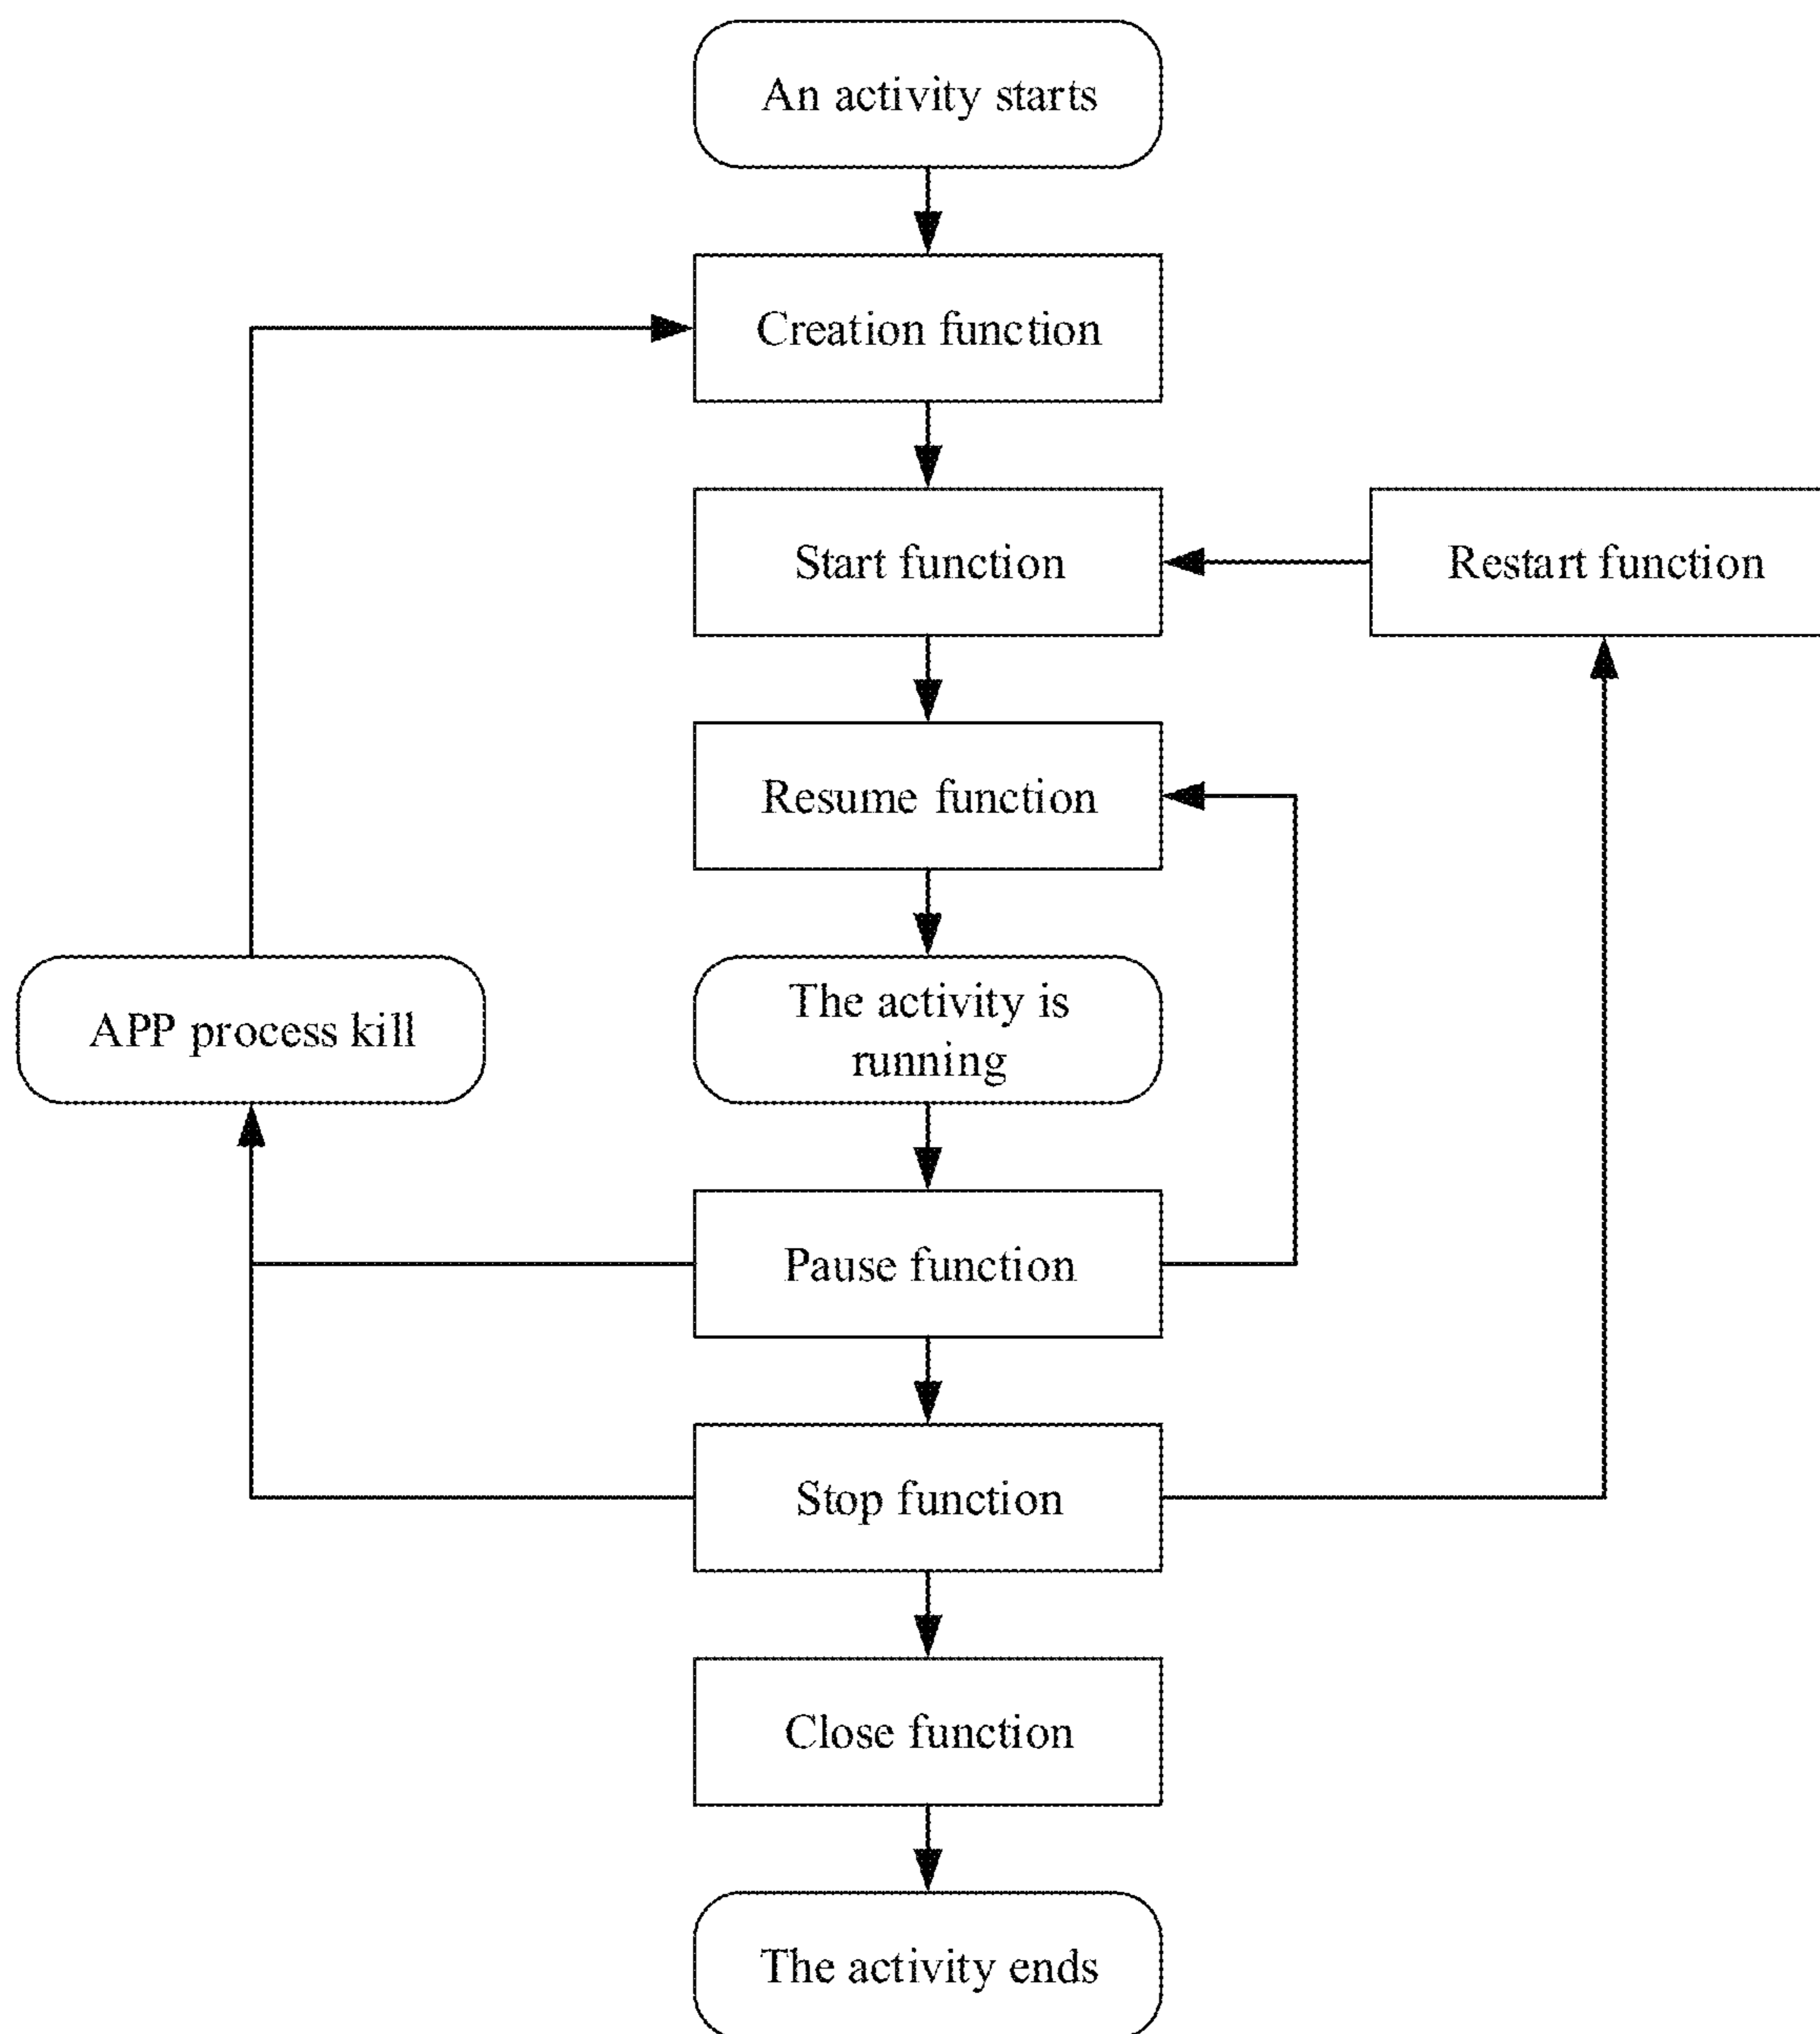 An activity starts
Creation function
Start function
Restart function
Resume function
APP process kill
The activity is
running
Pause function
Stop function
Close function
The activity ends